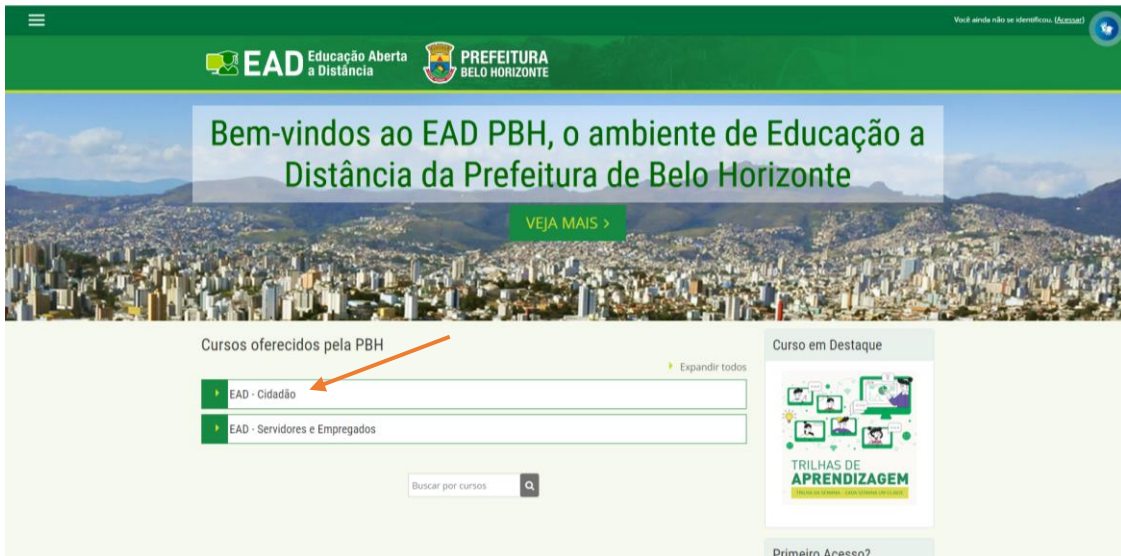 Você ainda não se identificou. (Acessar)
EAD Educação Aberta
a Distância
PREFEITURA
BELO HORIZONTE
Bem-vindos ao EAD PBH, o ambiente de Educação a
Distância da Prefeitura de Belo Horizonte
VEJA MAIS >
Cursos oferecidos pela PBH
Expandir todos
EAD - Cidadão
EAD - Servidores e Empregados
Buscar por cursos
Curso em Destaque
TRILHAS DE
APRENDIZAGEM
Primeiro Acesso?